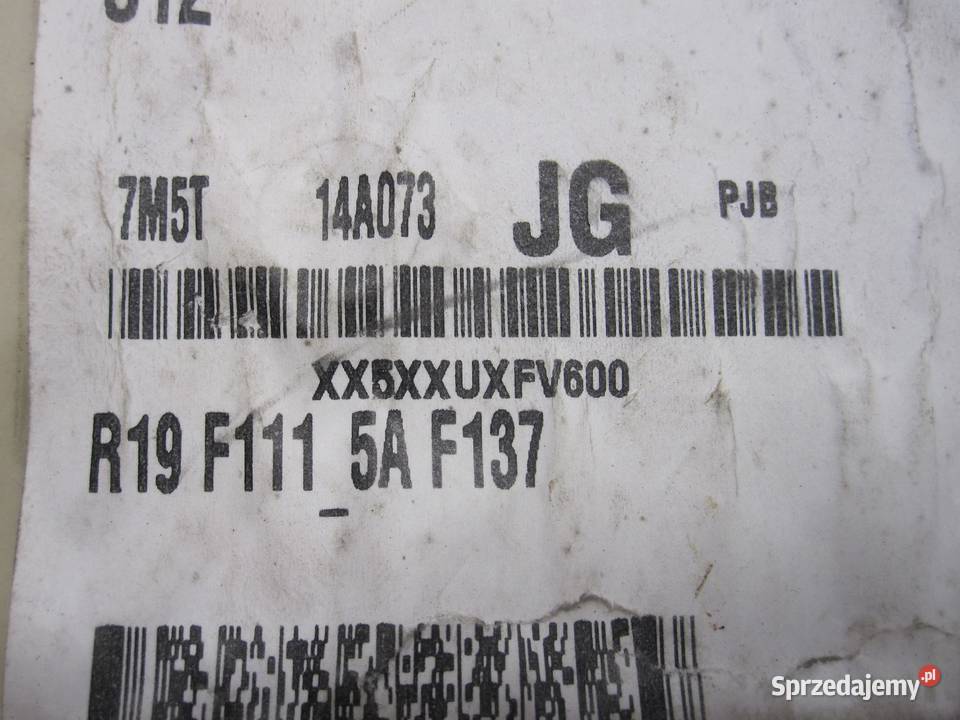 7M5T 14A073 JG PJB
XX5XXUXFV600
R19 F111_5A F137
Sprzedajemy.pl